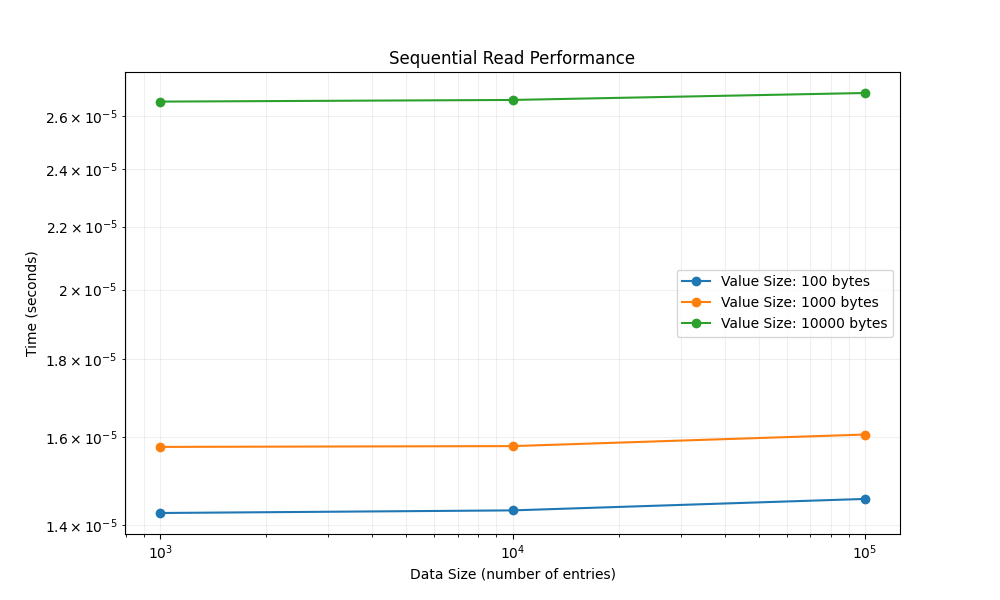 Sequential Read Performance
Time (seconds)
2.6 × 10⁻⁵
2.4 × 10⁻⁵
2.2 × 10⁻⁵
2 × 10⁻⁵
1.8 × 10⁻⁵
1.6 × 10⁻⁵
1.4 × 10⁻⁵
Value Size: 100 bytes
Value Size: 1000 bytes
Value Size: 10000 bytes
10³ 10⁴ 10⁵
Data Size (number of entries)